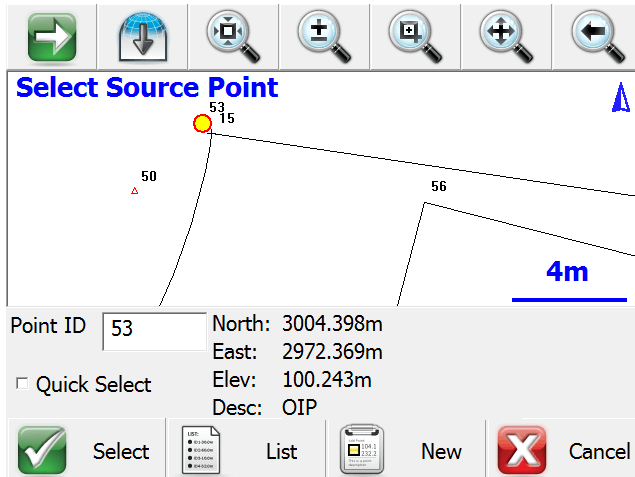 Select Source Point
53
15
50
56
4m
Point ID 53
North: 3004.398m
East: 2972.369m
Quick Select
Elev: 100.243m
Desc: OIP
Select
List
New
Cancel